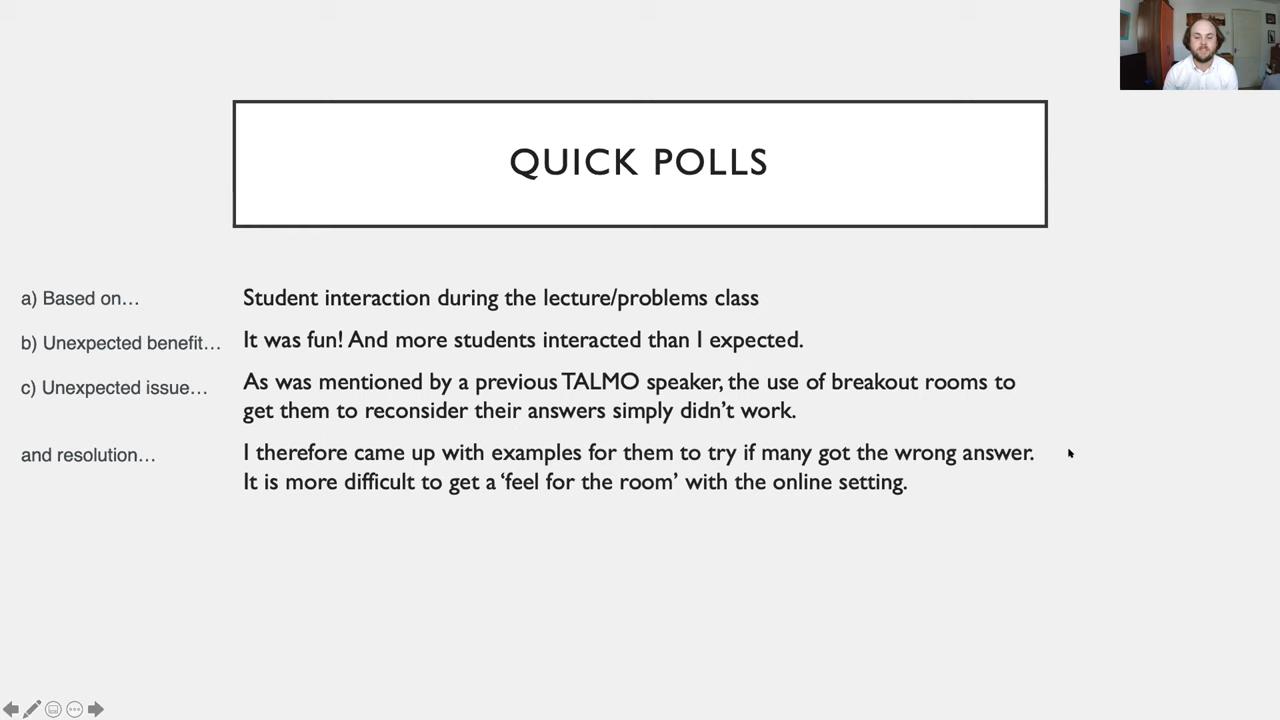 QUICK POLLS
a) Based on…
Student interaction during the lecture/problems class
b) Unexpected benefit…
It was fun! And more students interacted than I expected.
c) Unexpected issue…
As was mentioned by a previous TALMO speaker, the use of breakout rooms to
get them to reconsider their answers simply didn’t work.
and resolution…
I therefore came up with examples for them to try if many got the wrong answer.
It is more difficult to get a ‘feel for the room’ with the online setting.